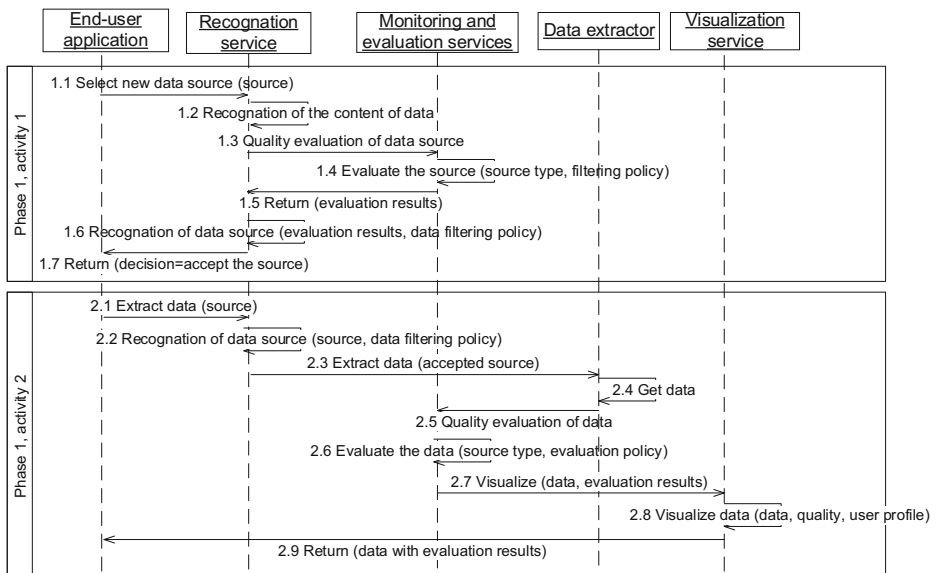 End-user
application
Recognation
service
Monitoring and
evaluation services
Data extractor
Visualization
service
Phase 1, activity 1
1.1 Select new data source (source)
1.2 Recognation of the content of data
1.3 Quality evaluation of data source
1.4 Evaluate the source (source type, filtering policy)
1.5 Return (evaluation results)
1.6 Recognation of data source (evaluation results, data filtering policy)
1.7 Return (decision=accept the source)
Phase 1, activity 2
2.1 Extract data (source)
2.2 Recognation of data source (source, data filtering policy)
2.3 Extract data (accepted source)
2.4 Get data
2.5 Quality evaluation of data
2.6 Evaluate the data (source type, evaluation policy)
2.7 Visualize (data, evaluation results)
2.8 Visualize data (data, quality, user profile)
2.9 Return (data with evaluation results)